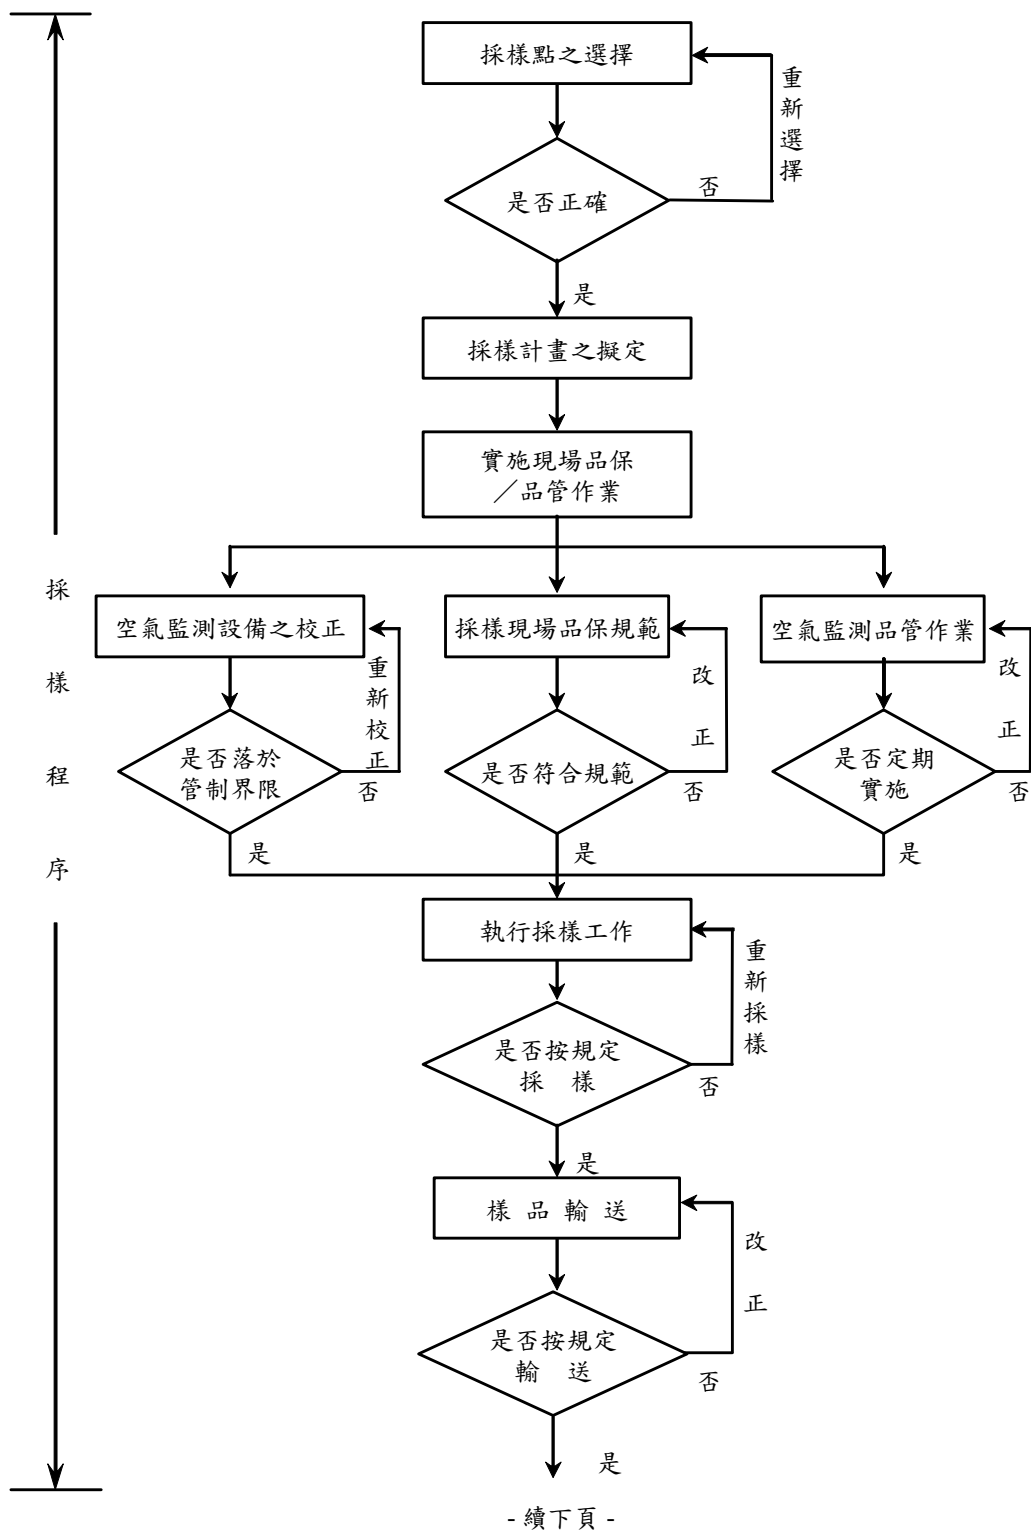 採樣點之選擇
重新選擇
是否正確
否
是
採樣計畫之擬定
實施現場品保
／品管作業
採樣程序
空氣監測設備之校正
採樣現場品保規範
空氣監測品管作業
重新校正
改正
改正
是否落於
管制界限
否
是否符合規範
否
是否定期
實施
否
是
是
是
執行採樣工作
重新採樣
是否按規定
採 樣
否
是
樣 品 輸 送
改正
是否按規定
輸 送
否
是
- 續下頁 -